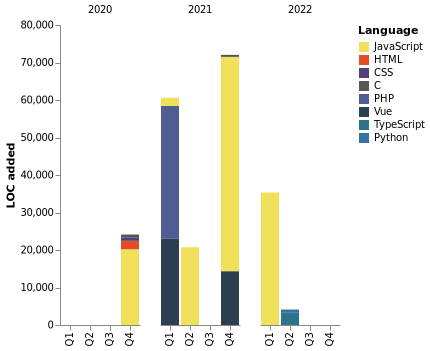 2020 2021 2022
Language
JavaScript
HTML
CSS
C
PHP
Vue
TypeScript
Python
LOC added
80,000
70,000
60,000
50,000
40,000
30,000
20,000
10,000
0
Q1 Q2 Q3 Q4 Q1 Q2 Q3 Q4 Q1 Q2 Q3 Q4